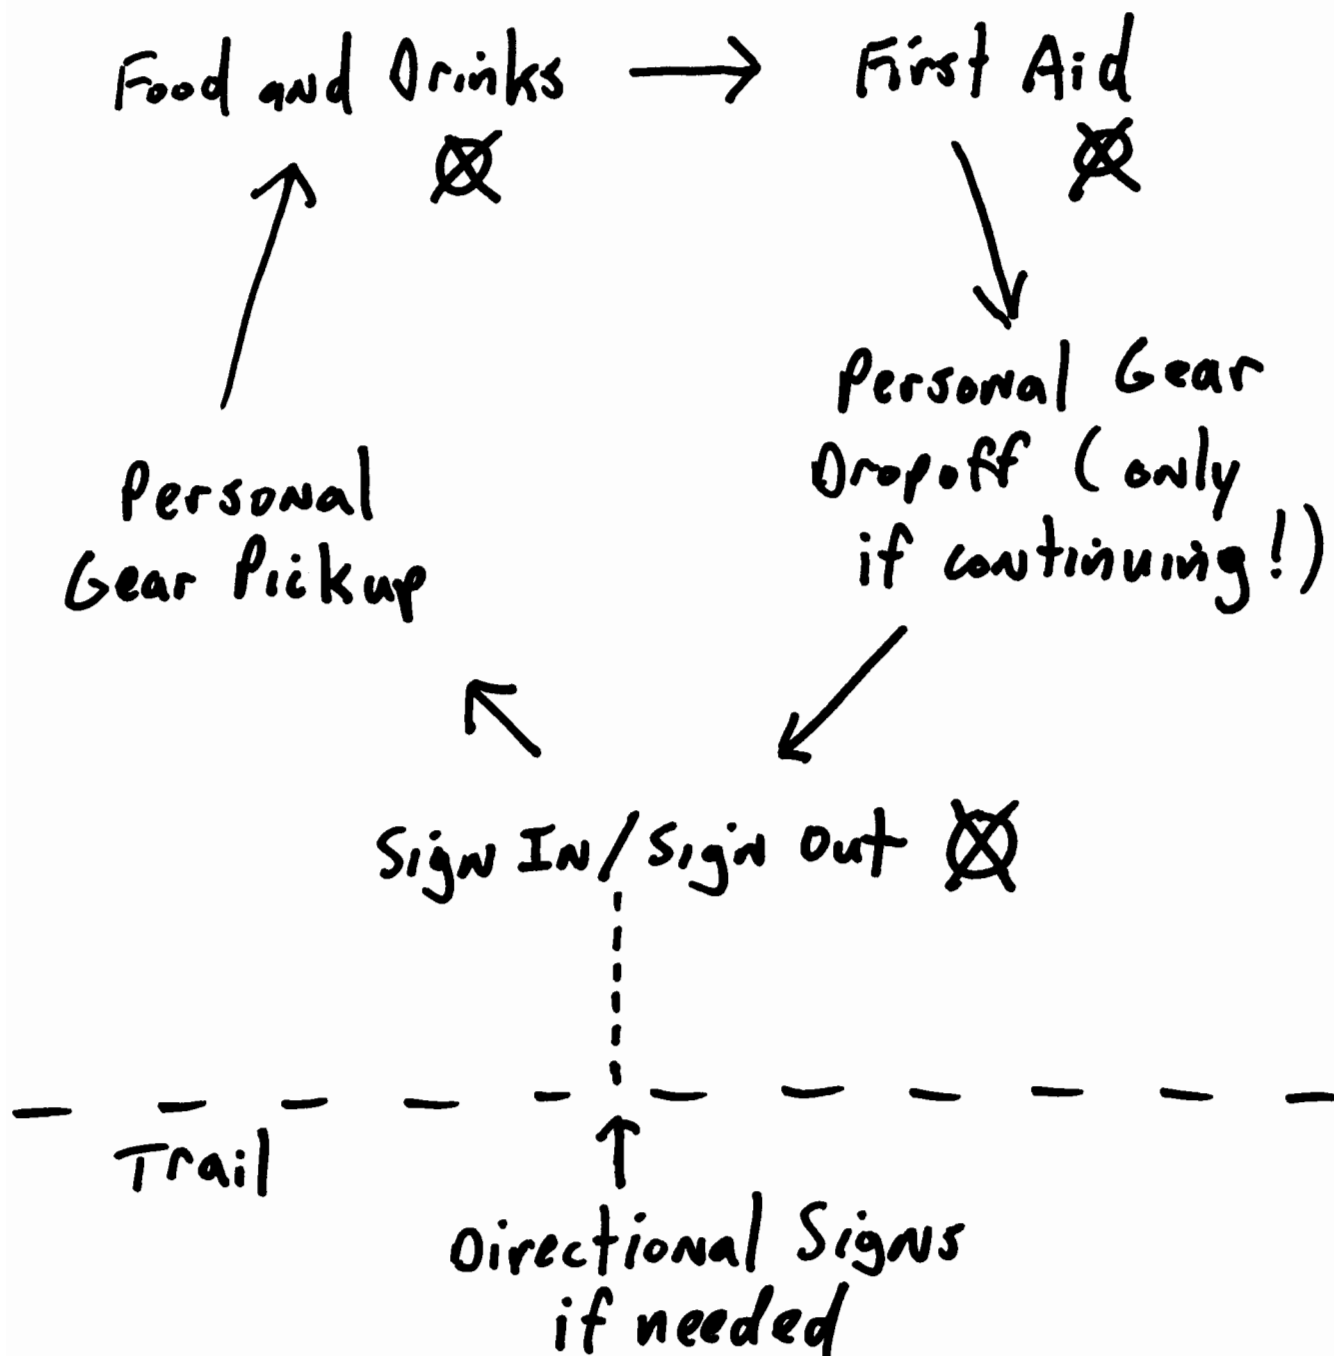 Food and Drinks
First Aid
Personal Gear
Dropoff (only
if continuing!)
Personal
Gear Pickup
Sign In/Sign Out
Trail
Directional Signs
if needed